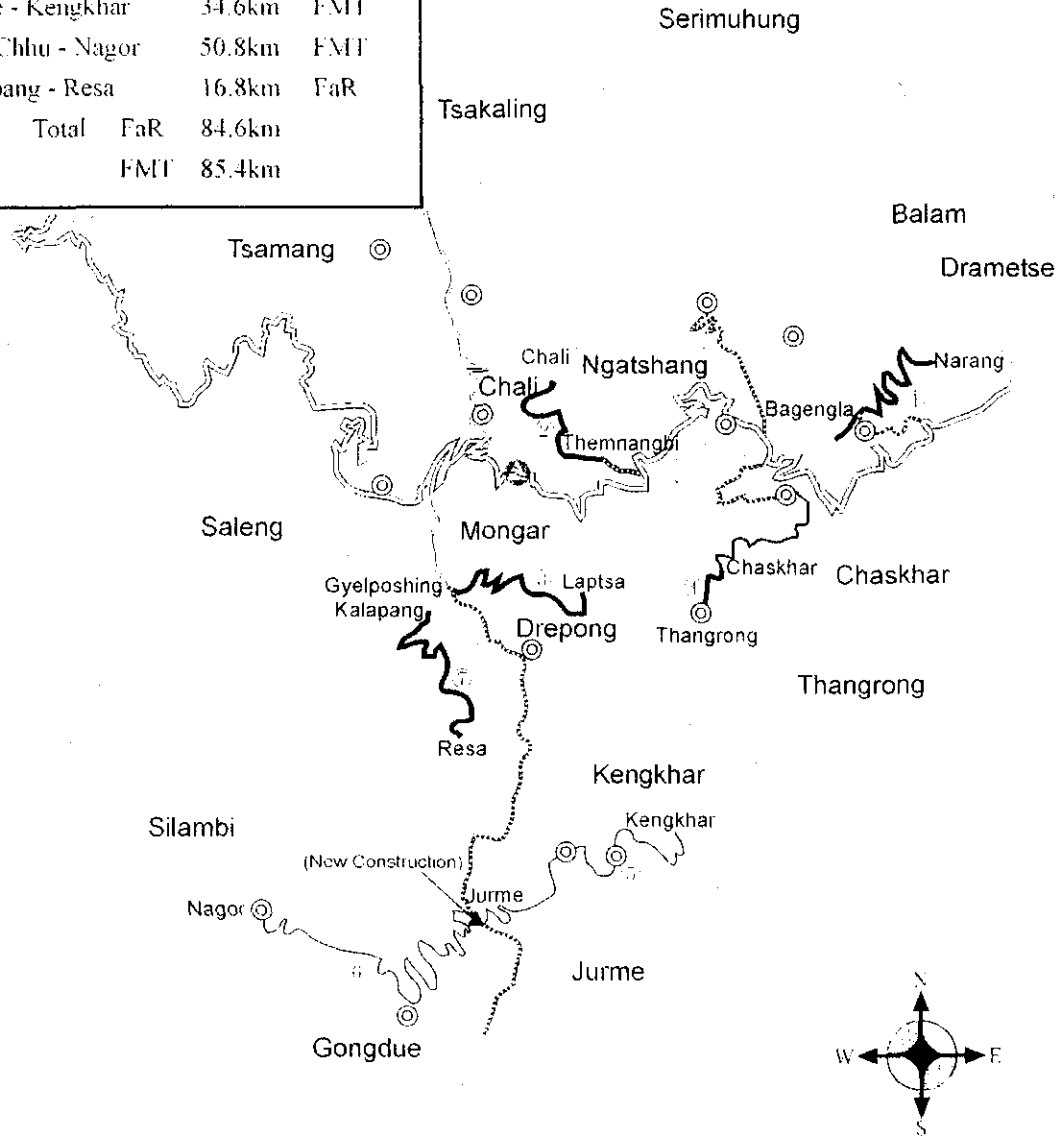 - Kengkhar 34.6km FMT
Chhu - Nagor 50.8km FMT
pang - Resa 16.8km FaR
Total FaR 84.6km
FMT 85.4km
Serimuhung
Tsakaling
Balam
Tsamang
Drametse
Chali
Ngatshang
Narang
Chali
Bagengla
Themnangbi
Saleng
Mongar
Chaskhar
Chaskhar
Gyelposhing
Laptsa
Kalapang
Drepong
Thangrong
Thangrong
Resa
Kengkhar
Silambi
Kengkhar
(New Construction)
Jurme
Nagor
Jurme
Gongdue
N
W E
S